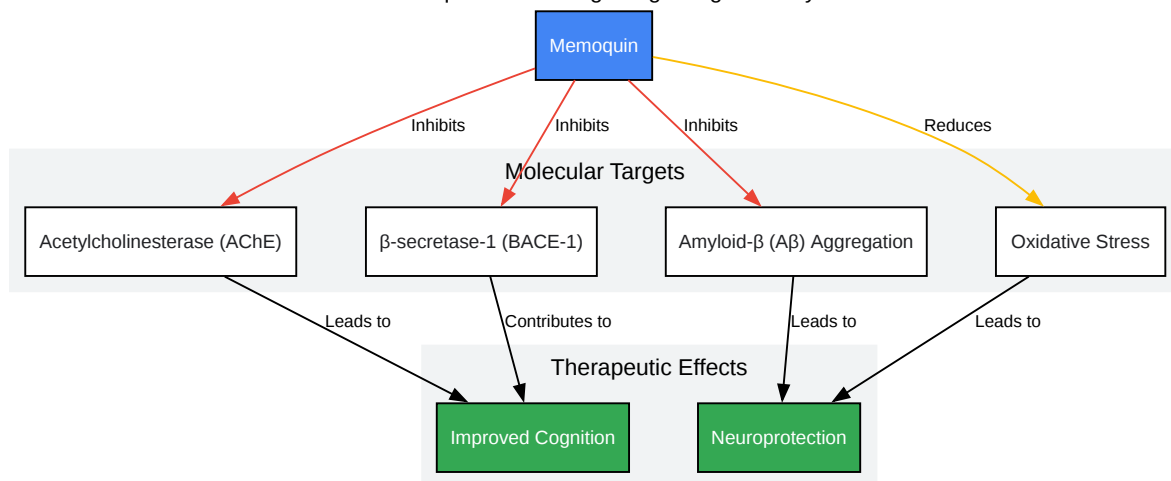 Memoquin
Inhibits
Inhibits
Inhibits
Reduces
Molecular Targets
Acetylcholinesterase (AChE)
β-secretase-1 (BACE-1)
Amyloid-β (Aβ) Aggregation
Oxidative Stress
Leads to
Contributes to
Leads to
Leads to
Therapeutic Effects
Improved Cognition
Neuroprotection